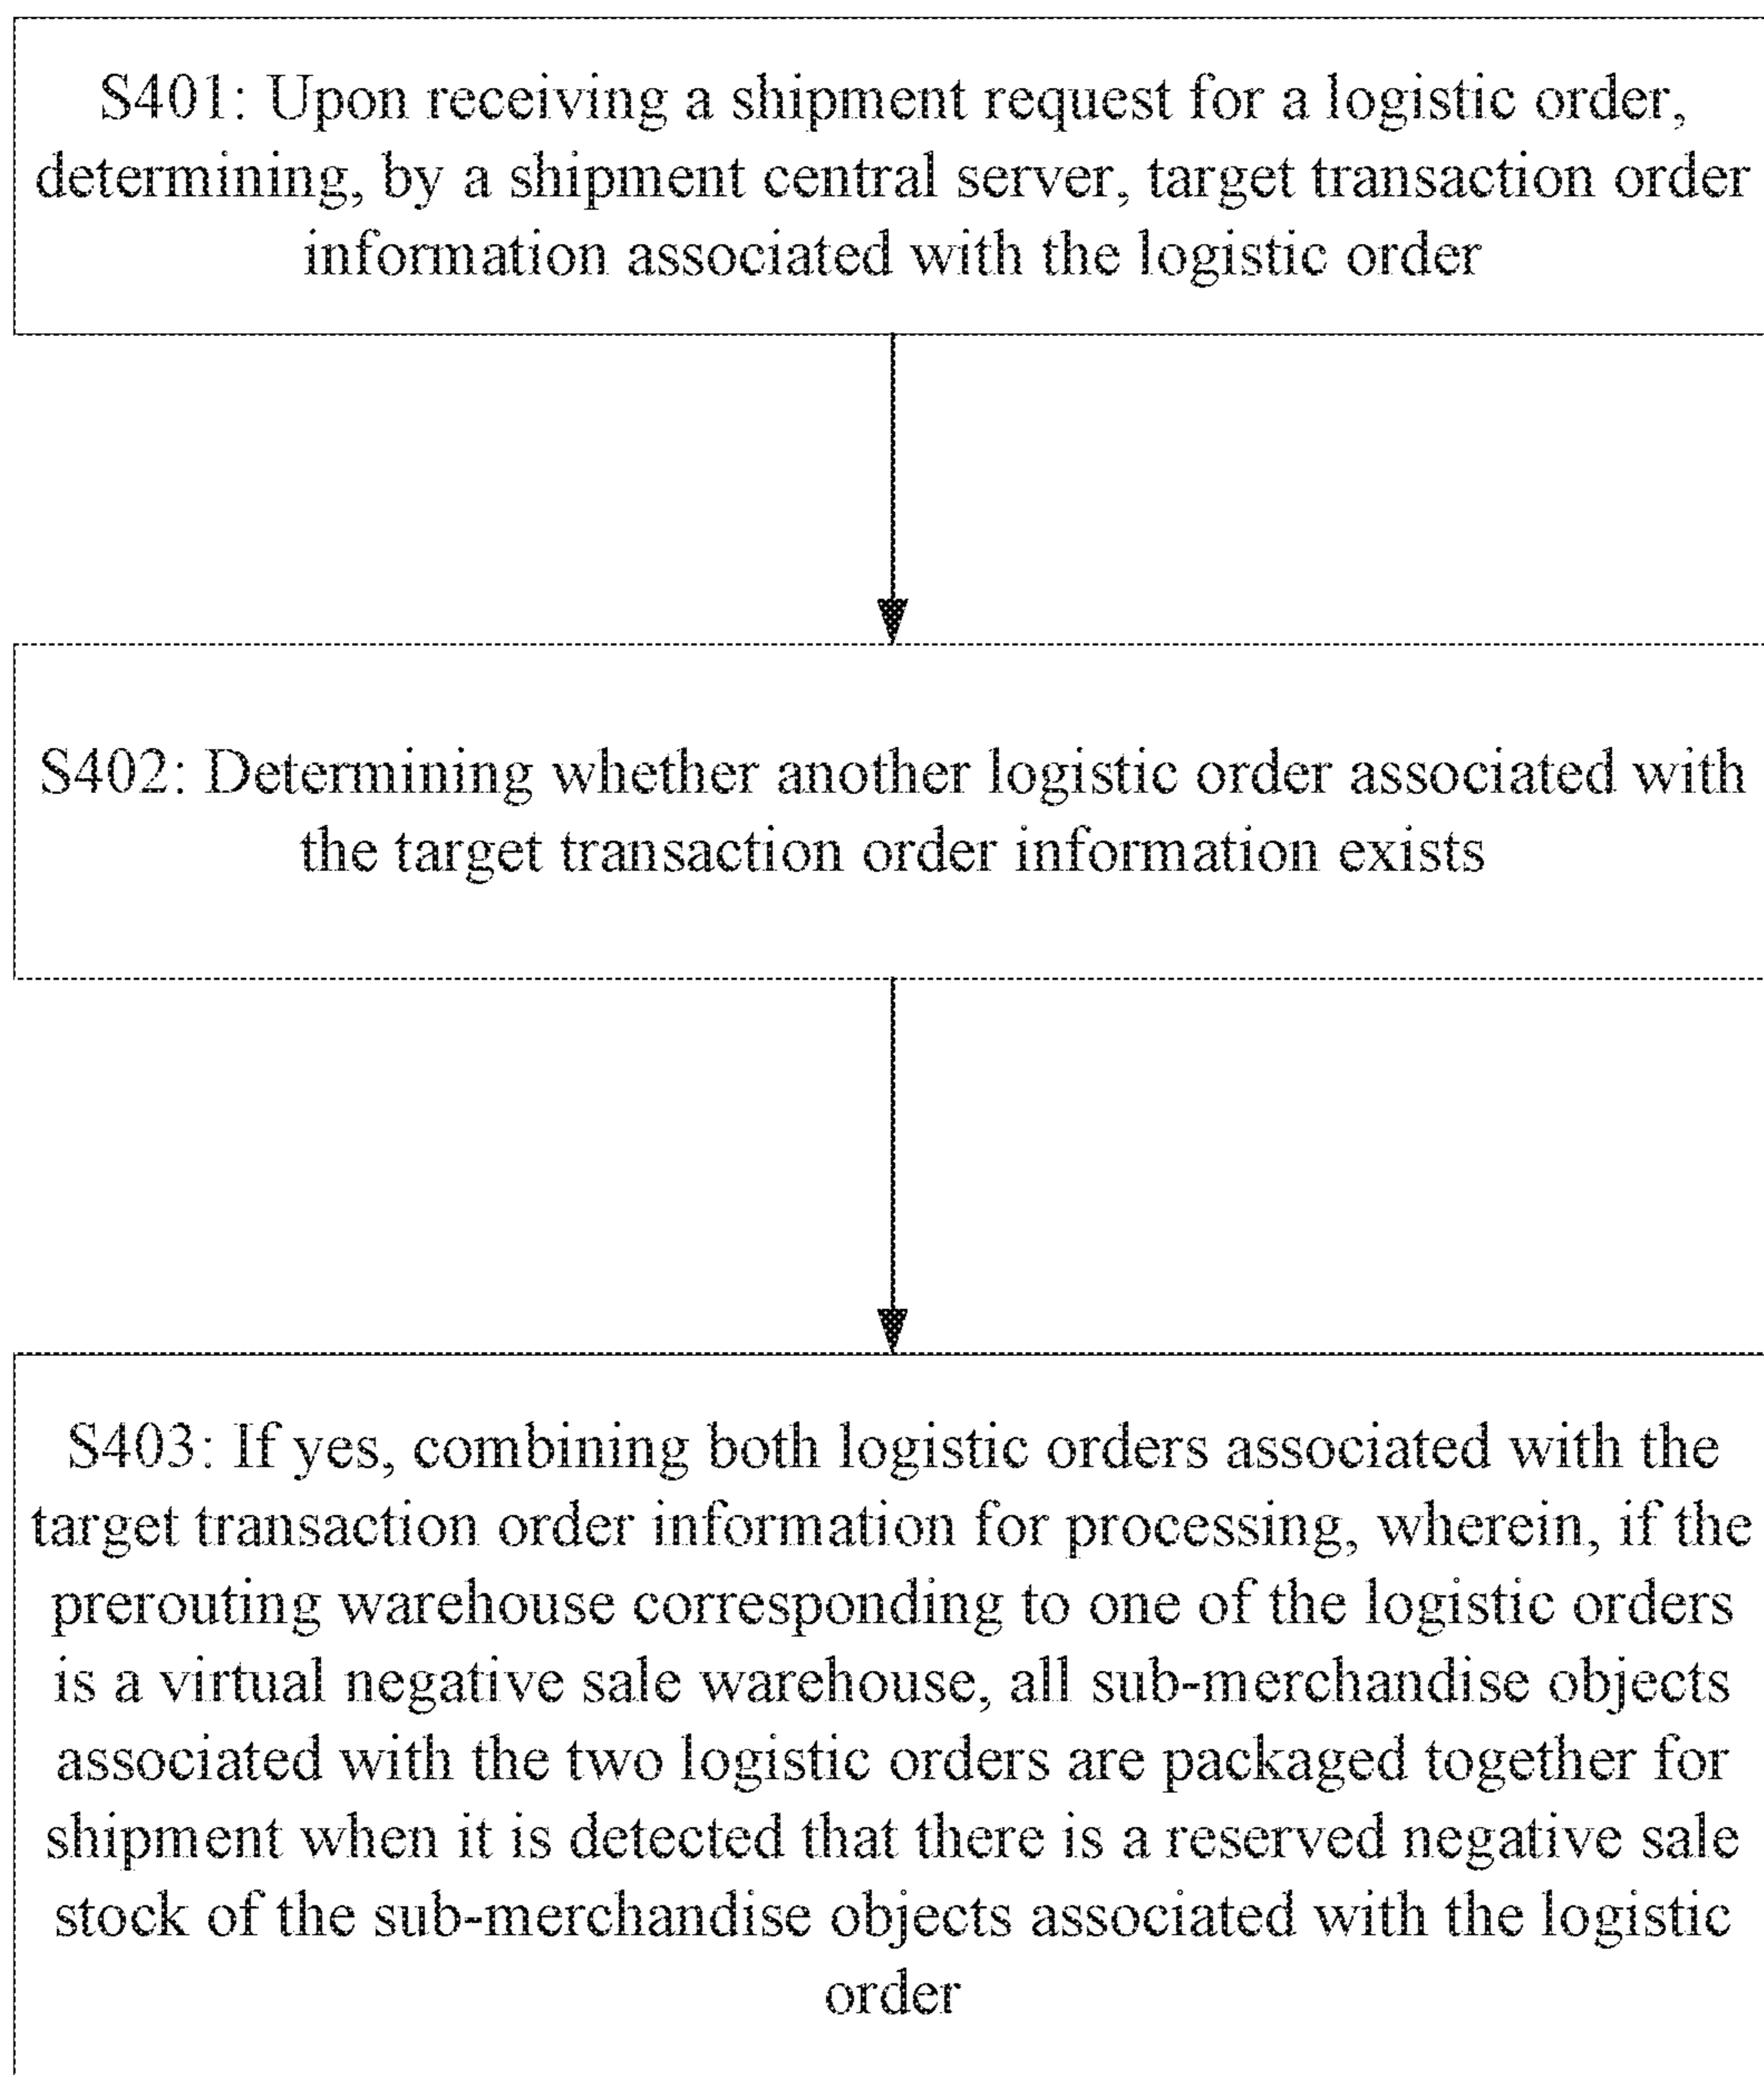 S401: Upon receiving a shipment request for a logistic order,
determining, by a shipment central server, target transaction order
information associated with the logistic order
S402: Determining whether another logistic order associated with
the target transaction order information exists
S403: If yes, combining both logistic orders associated with the
target transaction order information for processing, wherein, if the
prerouting warehouse corresponding to one of the logistic orders
is a virtual negative sale warehouse, all sub-merchandise objects
associated with the two logistic orders are packaged together for
shipment when it is detected that there is a reserved negative sale
stock of the sub-merchandise objects associated with the logistic
order